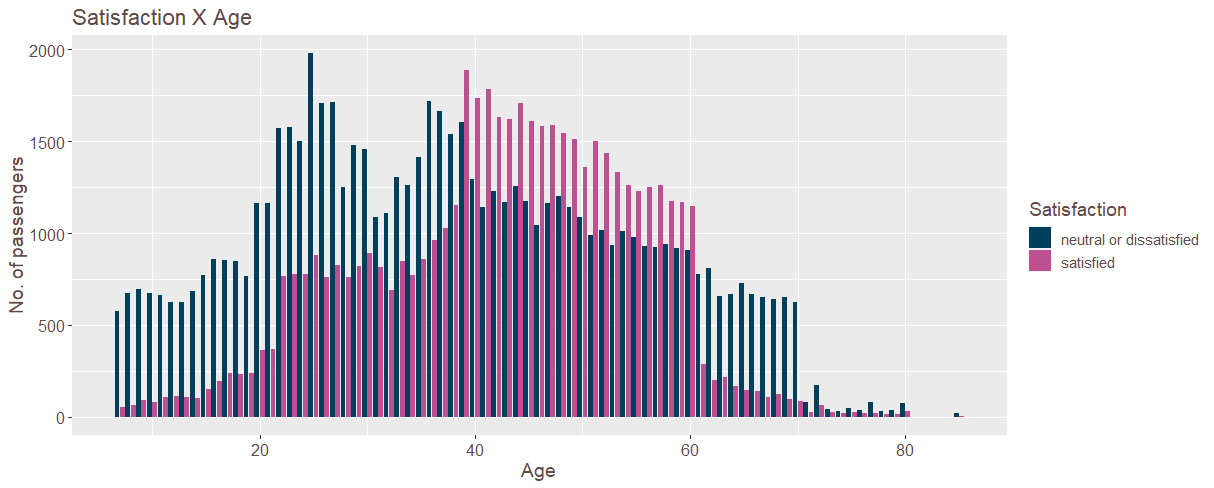 Satisfaction X Age
2000
1500
1000
500
0
No. of passengers
20
40
60
80
Age
Satisfaction
neutral or dissatisfied
satisfied